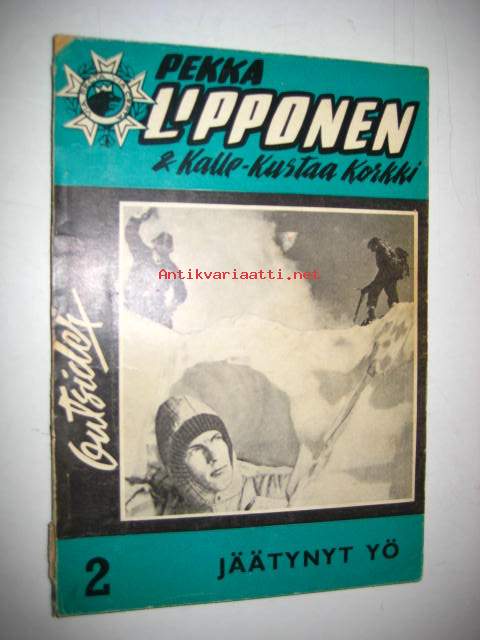 PEKKA
LIPPONEN
& Kalle-Kustaa Korkki
Antikvariaatti.net
Outsider
2
JÄÄTYNYT YÖ